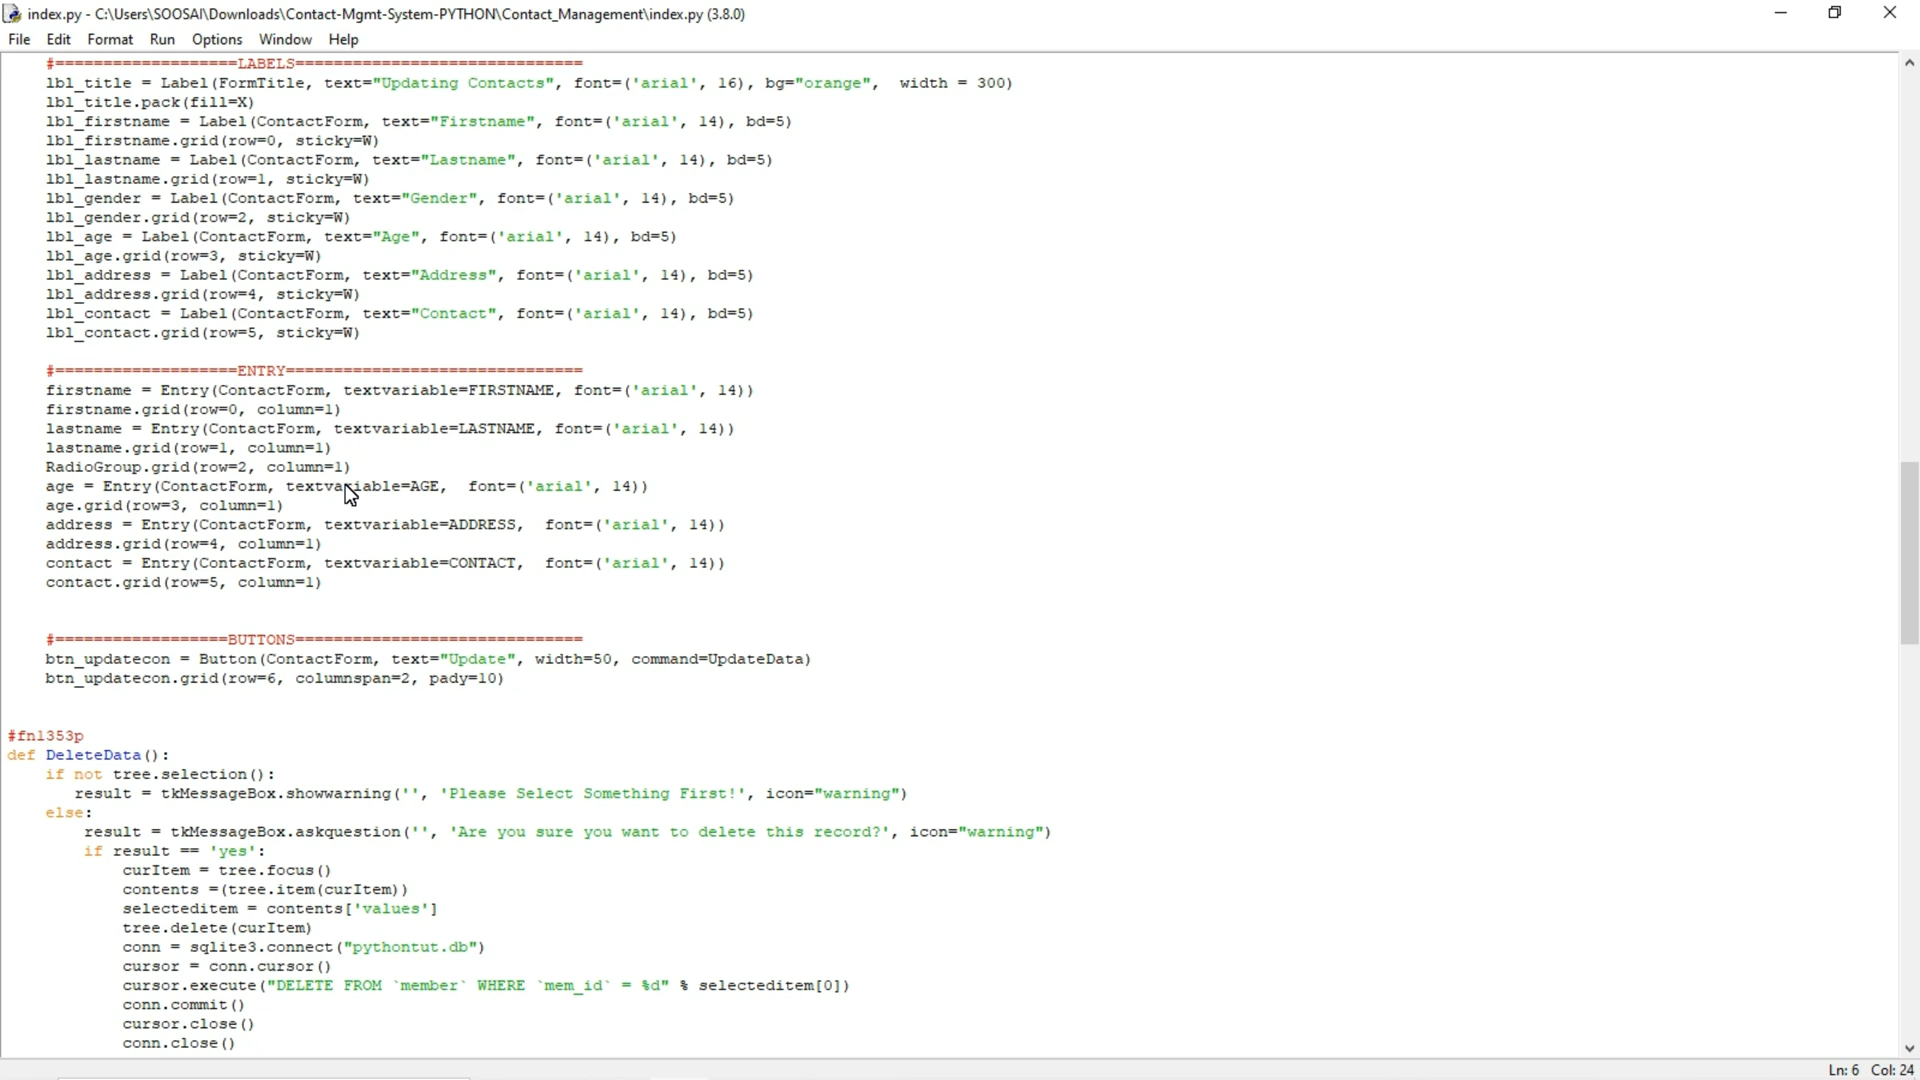 index.py - C:\Users\SOOSAI\Downloads\Contact-Mgmt-System-PYTHON\Contact_Management\index.py (3.8.0)
File Edit Format Run Options Window Help
#===================LABELS==============================
lbl_title = Label(FormTitle, text="Updating Contacts", font=('arial', 16), bg="orange",  width = 300)
lbl_title.pack(fill=X)
lbl_firstname = Label(ContactForm, text="Firstname", font=('arial', 14), bd=5)
lbl_firstname.grid(row=0, sticky=W)
lbl_lastname = Label(ContactForm, text="Lastname", font=('arial', 14), bd=5)
lbl_lastname.grid(row=1, sticky=W)
lbl_gender = Label(ContactForm, text="Gender", font=('arial', 14), bd=5)
lbl_gender.grid(row=2, sticky=W)
lbl_age = Label(ContactForm, text="Age", font=('arial', 14), bd=5)
lbl_age.grid(row=3, sticky=W)
lbl_address = Label(ContactForm, text="Address", font=('arial', 14), bd=5)
lbl_address.grid(row=4, sticky=W)
lbl_contact = Label(ContactForm, text="Contact", font=('arial', 14), bd=5)
lbl_contact.grid(row=5, sticky=W)
#===================ENTRY===============================
firstname = Entry(ContactForm, textvariable=FIRSTNAME, font=('arial', 14))
firstname.grid(row=0, column=1)
lastname = Entry(ContactForm, textvariable=LASTNAME, font=('arial', 14))
lastname.grid(row=1, column=1)
RadioGroup.grid(row=2, column=1)
age = Entry(ContactForm, textvariable=AGE,  font=('arial', 14))
age.grid(row=3, column=1)
address = Entry(ContactForm, textvariable=ADDRESS,  font=('arial', 14))
address.grid(row=4, column=1)
contact = Entry(ContactForm, textvariable=CONTACT,  font=('arial', 14))
contact.grid(row=5, column=1)
#==================BUTTONS==============================
btn_updatecon = Button(ContactForm, text="Update", width=50, command=UpdateData)
btn_updatecon.grid(row=6, columnspan=2, pady=10)
#fn1353p
def DeleteData():
if not tree.selection():
result = tkMessageBox.showwarning('', 'Please Select Something First!', icon="warning")
else:
result = tkMessageBox.askquestion('', 'Are you sure you want to delete this record?', icon="warning")
if result == 'yes':
curItem = tree.focus()
contents =(tree.item(curItem))
selecteditem = contents['values']
tree.delete(curItem)
conn = sqlite3.connect("pythontut.db")
cursor = conn.cursor()
cursor.execute("DELETE FROM `member` WHERE `mem_id` = %d" % selecteditem[0])
conn.commit()
cursor.close()
conn.close()
Ln: 6 Col: 24